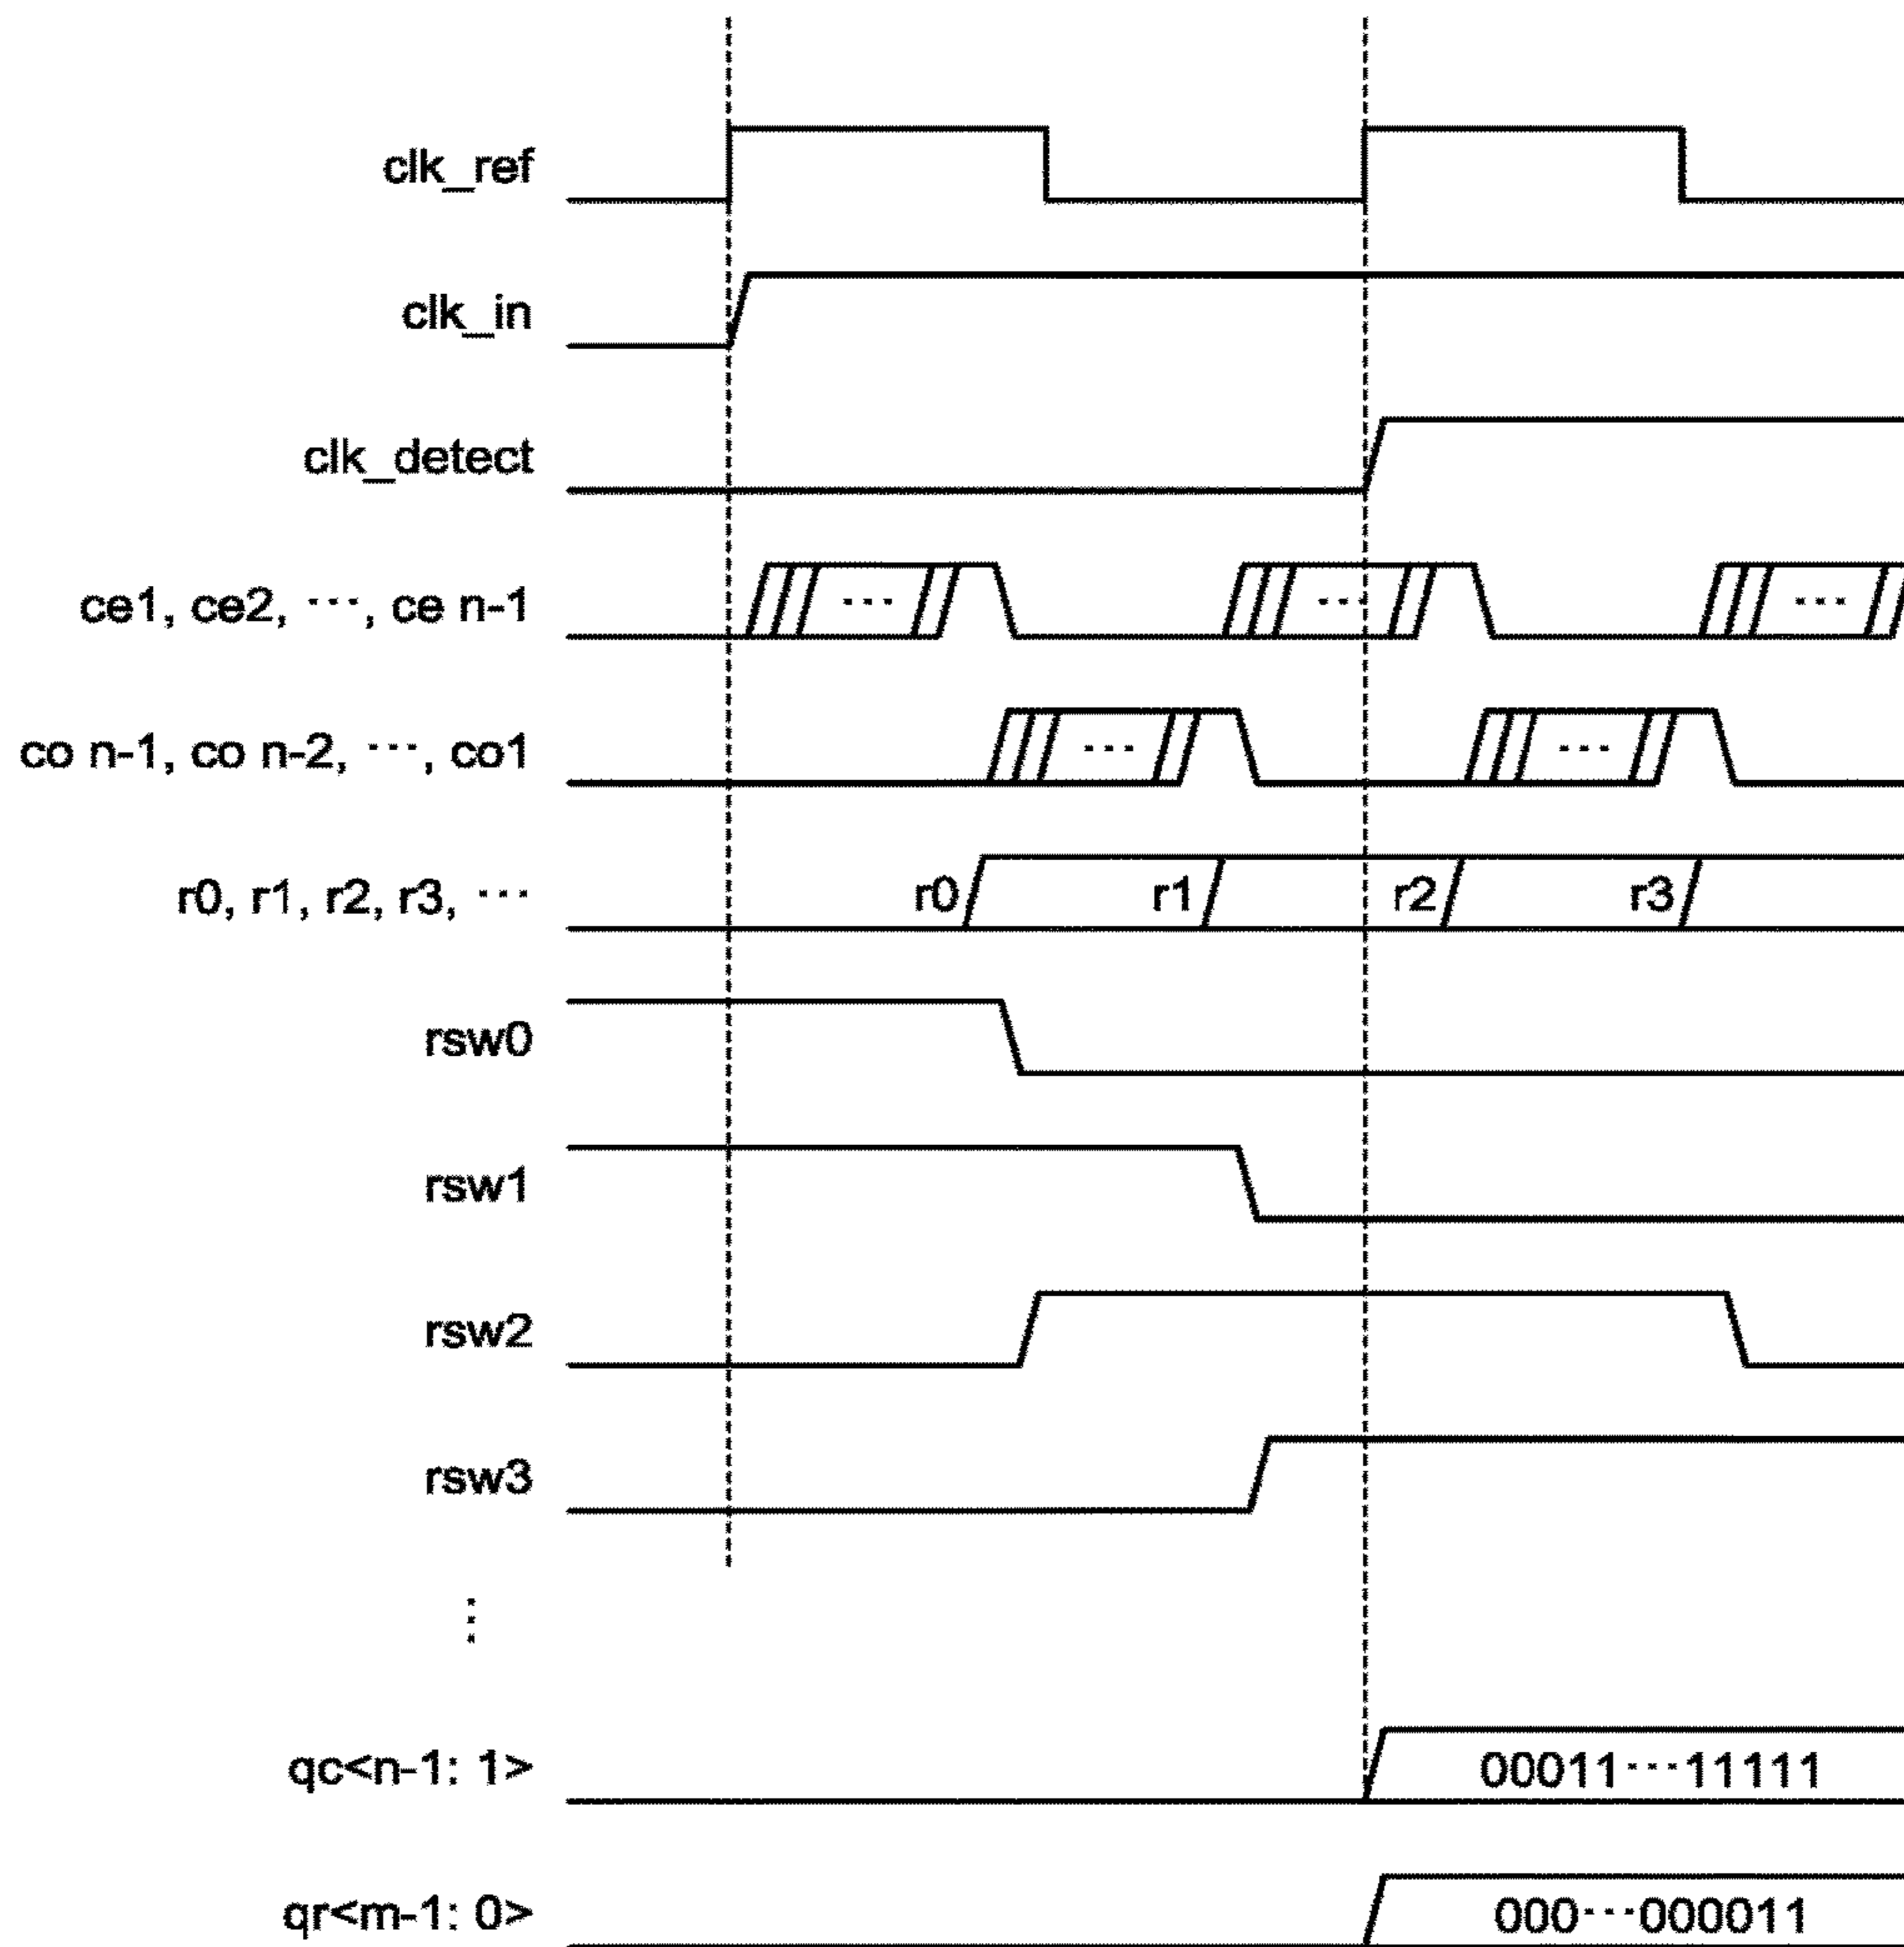 clk_ref
clk_in
clk_detect
ce1, ce2, ···, ce n-1
···
···
···
co n-1, co n-2, ···, co1
···
···
r0, r1, r2, r3, ···
r0
r1
r2
r3
rsw0
rsw1
rsw2
rsw3
⋮
qc<n-1: 1>
00011···11111
qr<m-1: 0>
000···000011